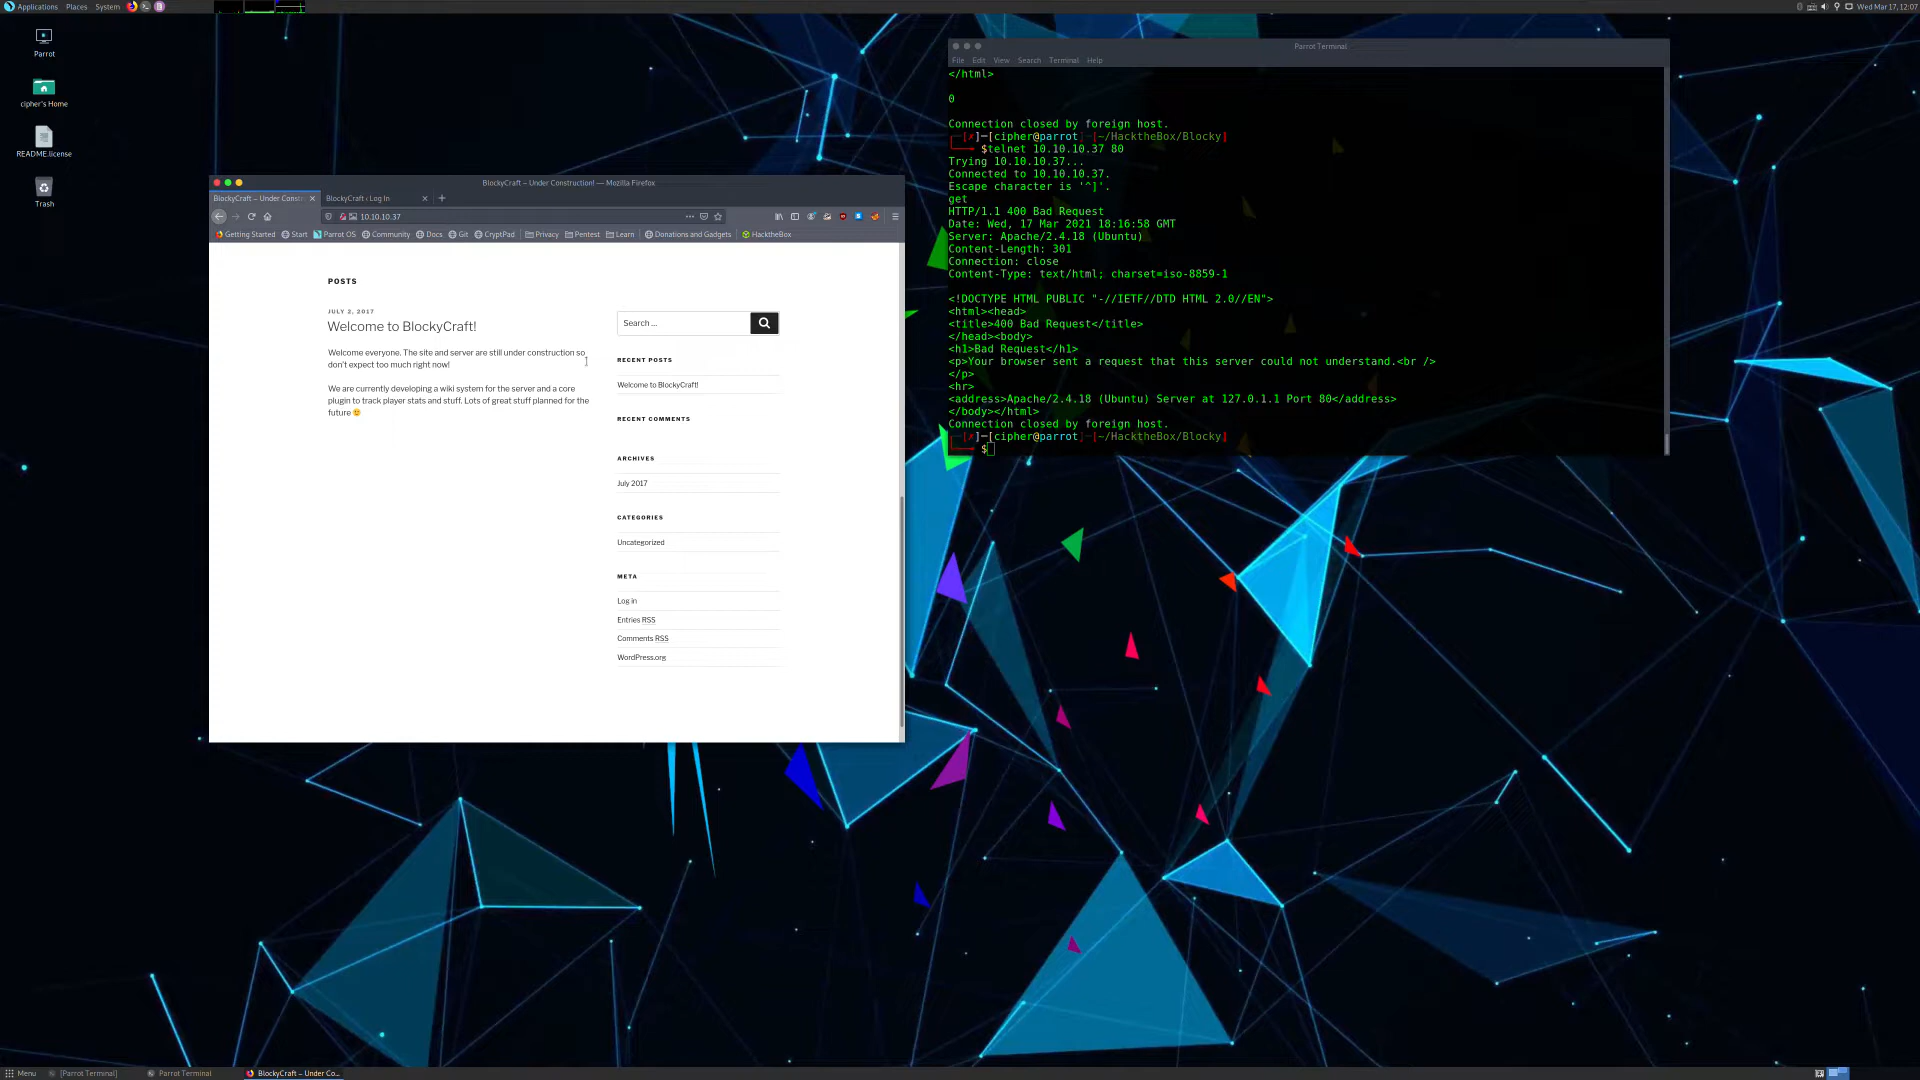 Applications Places System
Wed Mar 17, 12:07
Parrot
cipher's Home
README.license
Trash
BlockyCraft – Under Construction! — Mozilla Firefox
BlockyCraft – Under Constr
BlockyCraft ‹ Log In
10.10.10.37
Getting Started Start Parrot OS Community Docs Git CryptPad Privacy Pentest Learn Donations and Gadgets HacktheBox
POSTS
JULY 2, 2017
Welcome to BlockyCraft!
Welcome everyone. The site and server are still under construction so
don't expect too much right now!
We are currently developing a wiki system for the server and a core
plugin to track player stats and stuff. Lots of great stuff planned for the
future 🙂
Search ...
RECENT POSTS
Welcome to BlockyCraft!
RECENT COMMENTS
ARCHIVES
July 2017
CATEGORIES
Uncategorized
META
Log in
Entries RSS
Comments RSS
WordPress.org
Parrot Terminal
File Edit View Search Terminal Help
</html>
0
Connection closed by foreign host.
┌─[✗]─[cipher@parrot]─[~/HacktheBox/Blocky]
└──╼ $telnet 10.10.10.37 80
Trying 10.10.10.37...
Connected to 10.10.10.37.
Escape character is '^]'.
get
HTTP/1.1 400 Bad Request
Date: Wed, 17 Mar 2021 18:16:58 GMT
Server: Apache/2.4.18 (Ubuntu)
Content-Length: 301
Connection: close
Content-Type: text/html; charset=iso-8859-1
<!DOCTYPE HTML PUBLIC "-//IETF//DTD HTML 2.0//EN">
<html><head>
<title>400 Bad Request</title>
</head><body>
<h1>Bad Request</h1>
<p>Your browser sent a request that this server could not understand.<br />
</p>
<hr>
<address>Apache/2.4.18 (Ubuntu) Server at 127.0.1.1 Port 80</address>
</body></html>
Connection closed by foreign host.
┌─[✗]─[cipher@parrot]─[~/HacktheBox/Blocky]
└──╼ $
Menu [Parrot Terminal] Parrot Terminal BlockyCraft – Under Co...